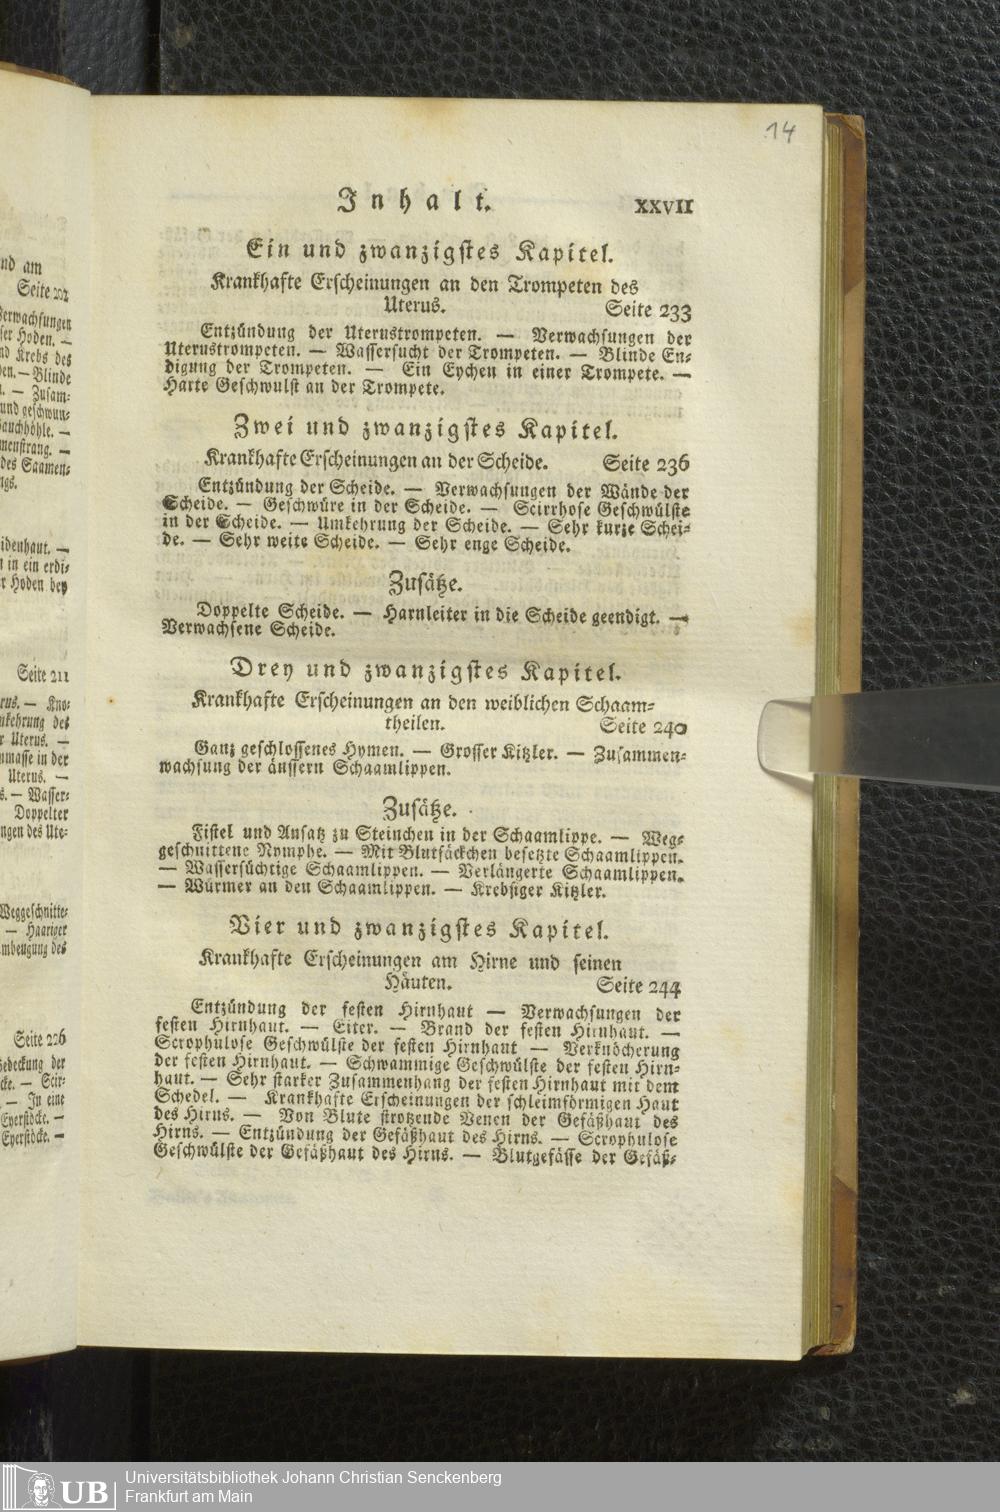 14
Inhalt. XXVII
Ein und zwanzigstes Kapitel.
Krankhafte Erscheinungen an den Trompeten des
Uterus. Seite 233
Entzündung der Uterustrompeten. — Verwachsungen der
Uterustrompeten. — Wassersucht der Trompeten. — Blinde En-
digung der Trompeten. — Ein Eychen in einer Trompete. —
Harte Geschwulst an der Trompete.
Zwei und zwanzigstes Kapitel.
Krankhafte Erscheinungen an der Scheide. Seite 236
Entzündung der Scheide. — Verwachsungen der Wände der
Scheide. — Geschwüre in der Scheide. — Scirrhose Geschwülste
in der Scheide. — Umkehrung der Scheide. — Sehr kurze Schei-
de. — Sehr weite Scheide. — Sehr enge Scheide.
Zusätze.
Doppelte Scheide. — Harnleiter in die Scheide geendigt. —
Verwachsene Scheide.
Drey und zwanzigstes Kapitel.
Krankhafte Erscheinungen an den weiblichen Schaam-
theilen. Seite 240
Ganz geschlossenes Hymen. — Grosser Kitzler. — Zusammen-
wachsung der äussern Schaamlippen.
Zusätze.
Fistel und Ansatz zu Steinchen in der Schaamlippe. — Weg-
geschnittene Nymphe. — Mit Blutsäckchen besetzte Schaamlippen.
— Wassersüchtige Schaamlippen. — Verlängerte Schaamlippen.
— Würmer an den Schaamlippen. — Krebsiger Kitzler.
Vier und zwanzigstes Kapitel.
Krankhafte Erscheinungen am Hirne und seinen
Häuten. Seite 244
Entzündung der festen Hirnhaut — Verwachsungen der
festen Hirnhaut. — Eiter. — Brand der festen Hirnhaut. —
Scrophulose Geschwülste der festen Hirnhaut — Verknöcherung
der festen Hirnhaut. — Schwammige Geschwülste der festen Hirn-
haut. — Sehr starker Zusammenhang der festen Hirnhaut mit dem
Schedel. — Krankhafte Erscheinungen der schleimförmigen Haut
des Hirns. — Von Blute strotzende Venen der Gefäßhaut des
Hirns. — Entzündung der Gefäßhaut des Hirns. — Scrophulose
Geschwülste der Gefäßhaut des Hirns. — Blutgefässe der Gefäß-
UB Universitätsbibliothek Johann Christian Senckenberg
Frankfurt am Main